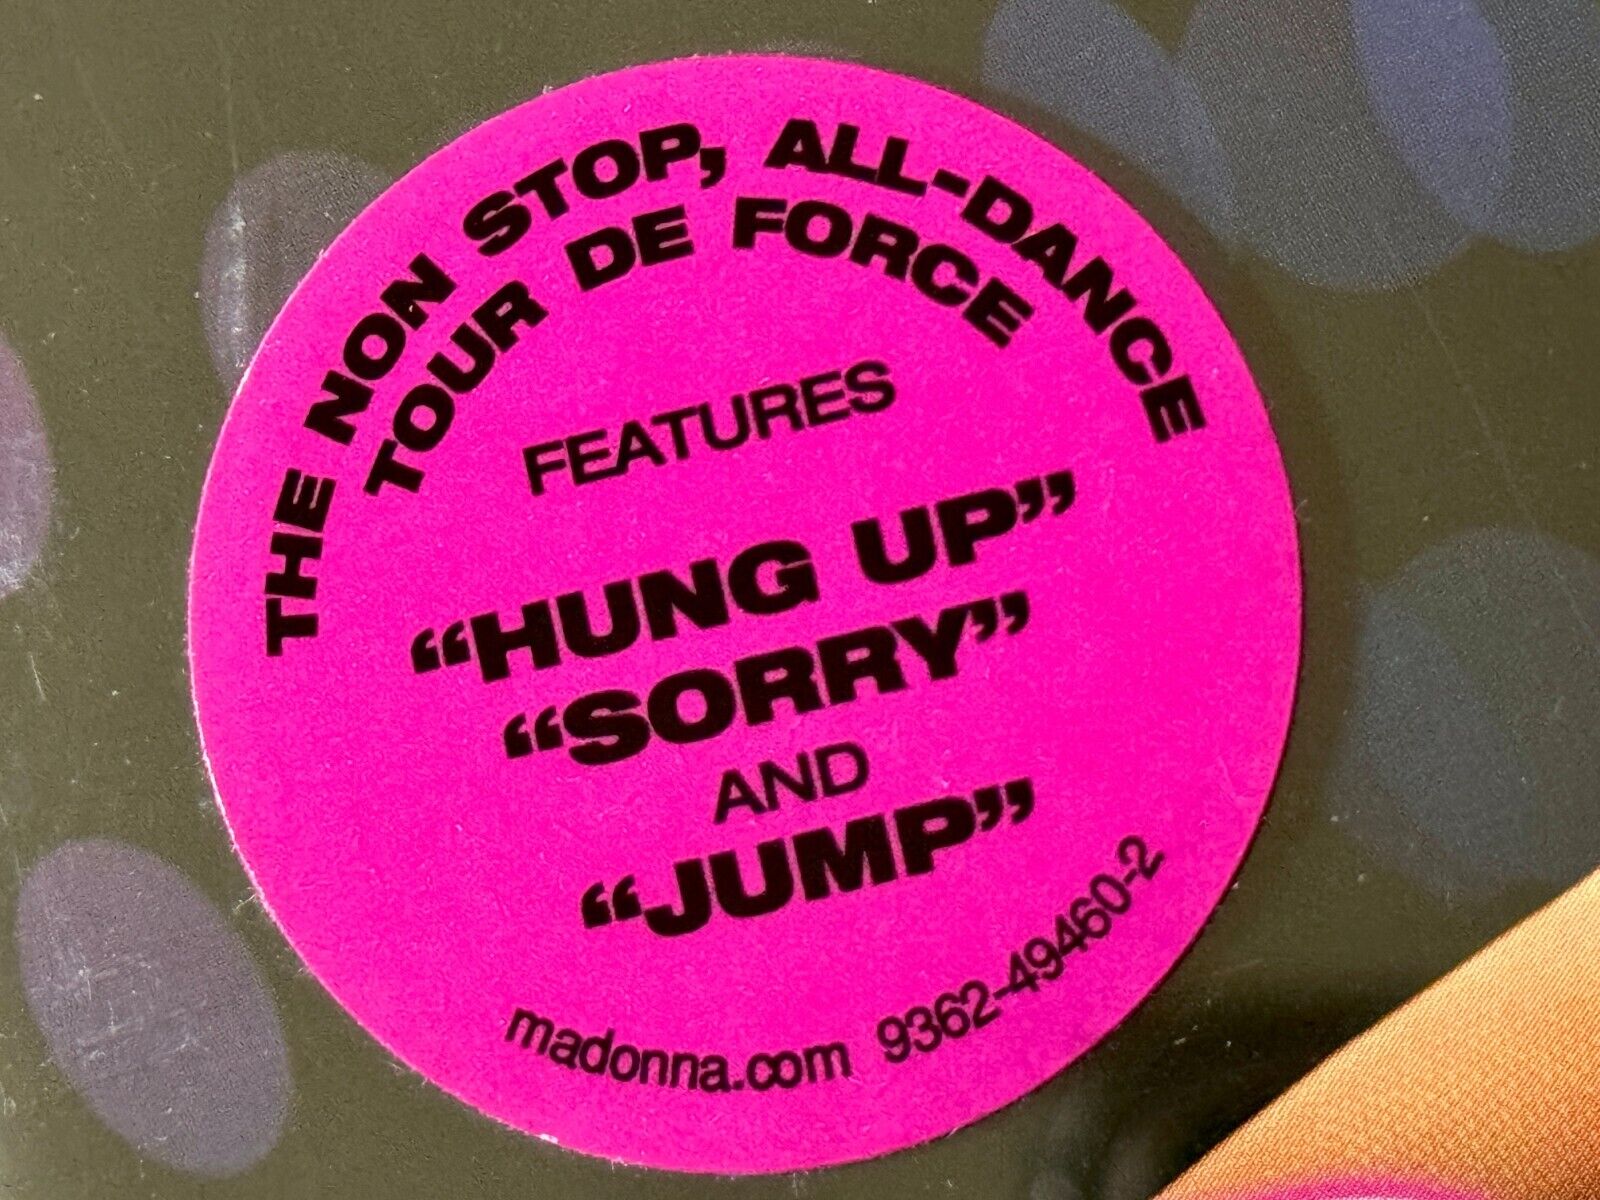 THE NON STOP, ALL-DANCE
TOUR DE FORCE
FEATURES
“HUNG UP”
“SORRY”
AND
“JUMP”
madonna.com 9362-49460-2